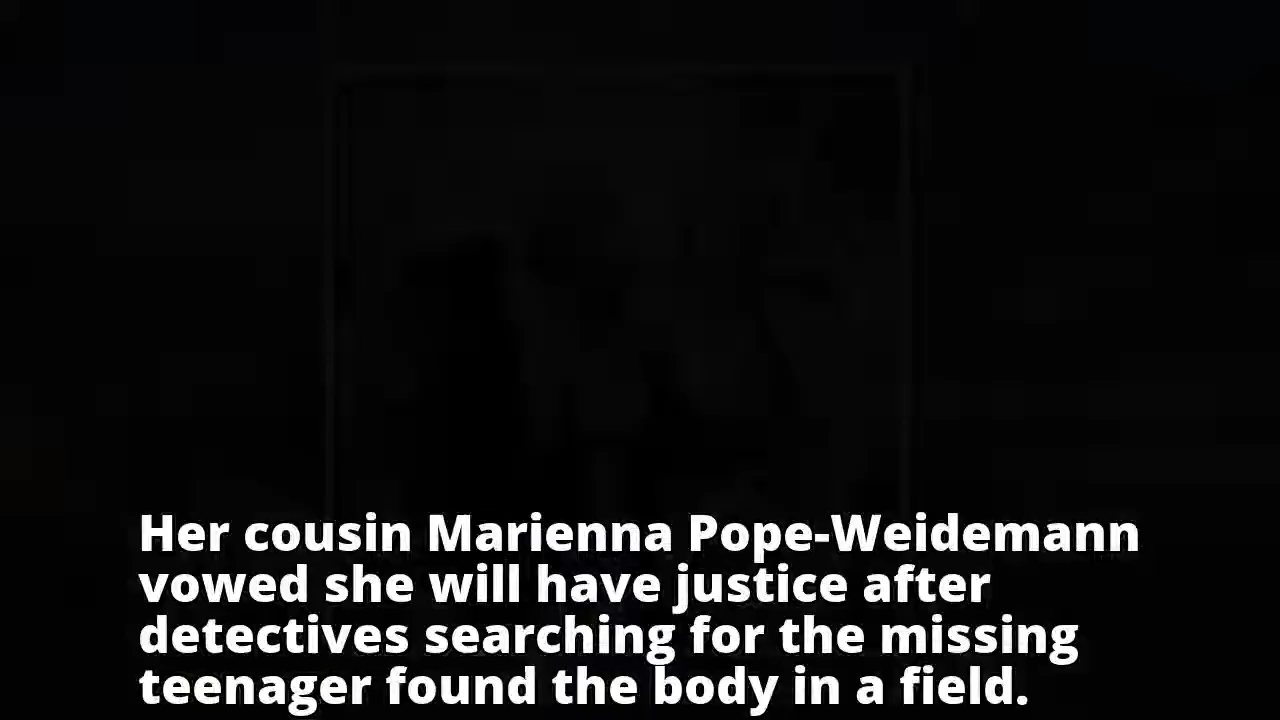 Her cousin Marienna Pope-Weidemann
vowed she will have justice after
detectives searching for the missing
teenager found the body in a field.